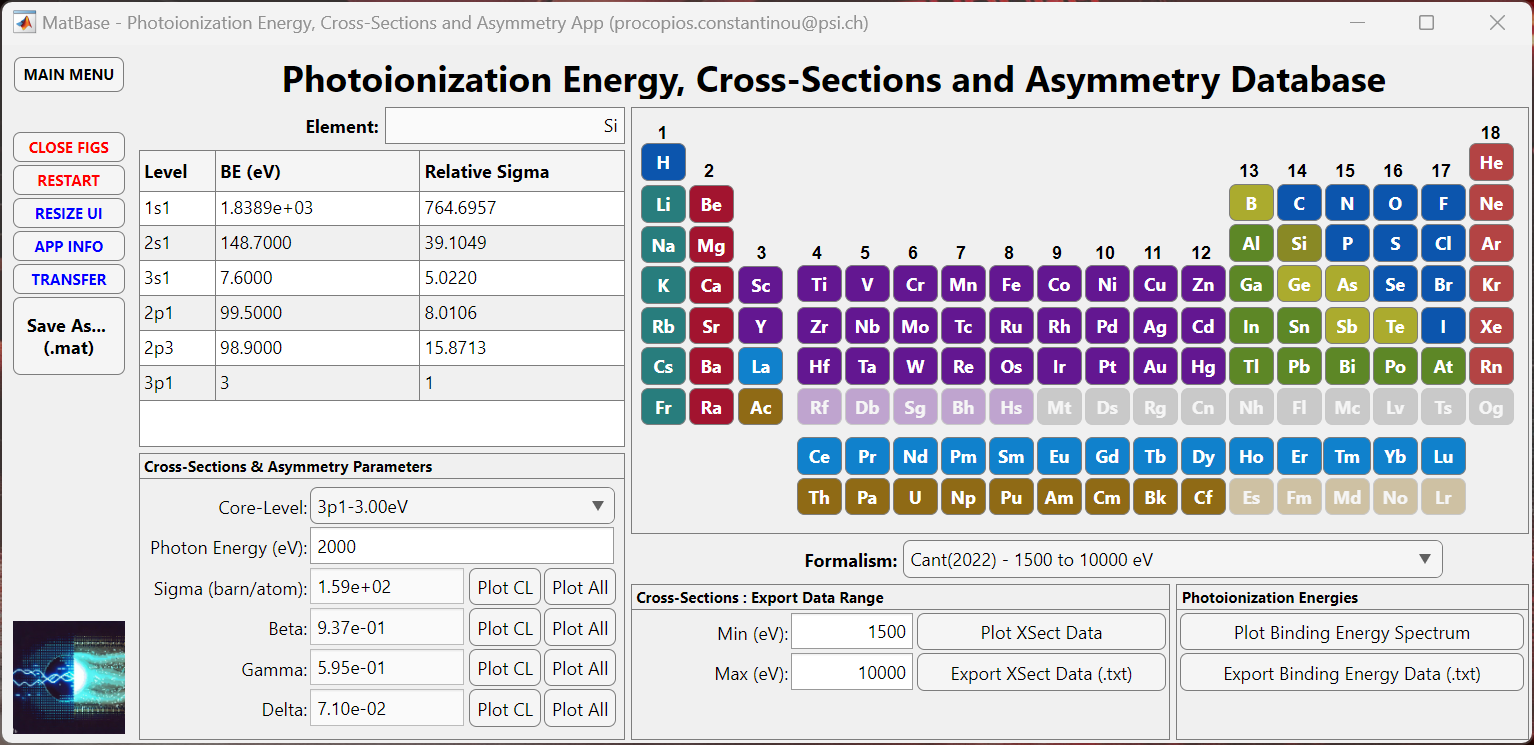 MatBase - Photoionization Energy, Cross-Sections and Asymmetry App (procopios.constantinou@psi.ch)
MAIN MENU
Photoionization Energy, Cross-Sections and Asymmetry Database
CLOSE FIGS
RESTART
RESIZE UI
APP INFO
TRANSFER
Save As...
(.mat)
Element: Si
Level BE (eV) Relative Sigma
1s1 1.8389e+03 764.6957
2s1 148.7000 39.1049
3s1 7.6000 5.0220
2p1 99.5000 8.0106
2p3 98.9000 15.8713
3p1 3 1
Cross-Sections & Asymmetry Parameters
Core-Level: 3p1-3.00eV
Photon Energy (eV): 2000
Sigma (barn/atom): 1.59e+02 Plot CL Plot All
Beta: 9.37e-01 Plot CL Plot All
Gamma: 5.95e-01 Plot CL Plot All
Delta: 7.10e-02 Plot CL Plot All
1 18
H He
2 13 14 15 16 17
Li Be B C N O F Ne
Na Mg Al Si P S Cl Ar
3 4 5 6 7 8 9 10 11 12
K Ca Sc Ti V Cr Mn Fe Co Ni Cu Zn Ga Ge As Se Br Kr
Rb Sr Y Zr Nb Mo Tc Ru Rh Pd Ag Cd In Sn Sb Te I Xe
Cs Ba La Hf Ta W Re Os Ir Pt Au Hg Tl Pb Bi Po At Rn
Fr Ra Ac Rf Db Sg Bh Hs Mt Ds Rg Cn Nh Fl Mc Lv Ts Og
Ce Pr Nd Pm Sm Eu Gd Tb Dy Ho Er Tm Yb Lu
Th Pa U Np Pu Am Cm Bk Cf Es Fm Md No Lr
Formalism: Cant(2022) - 1500 to 10000 eV
Cross-Sections : Export Data Range
Min (eV): 1500 Plot XSect Data
Max (eV): 10000 Export XSect Data (.txt)
Photoionization Energies
Plot Binding Energy Spectrum
Export Binding Energy Data (.txt)